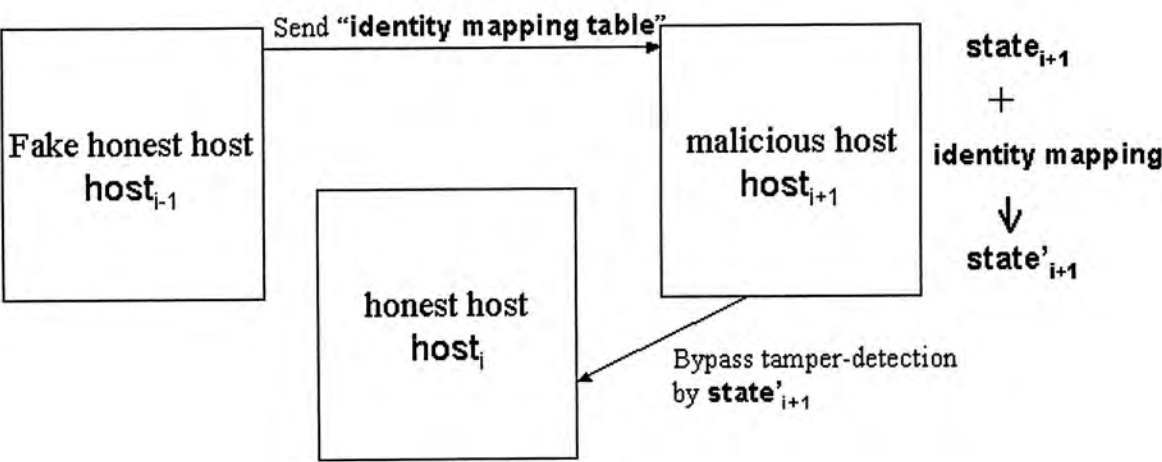 Send “identity mapping table”
Fake honest host
host_{i-1}
malicious host
host_{i+1}
state_{i+1}
+
identity mapping
↓
state’_{i+1}
honest host
host_i
Bypass tamper-detection
by state’_{i+1}